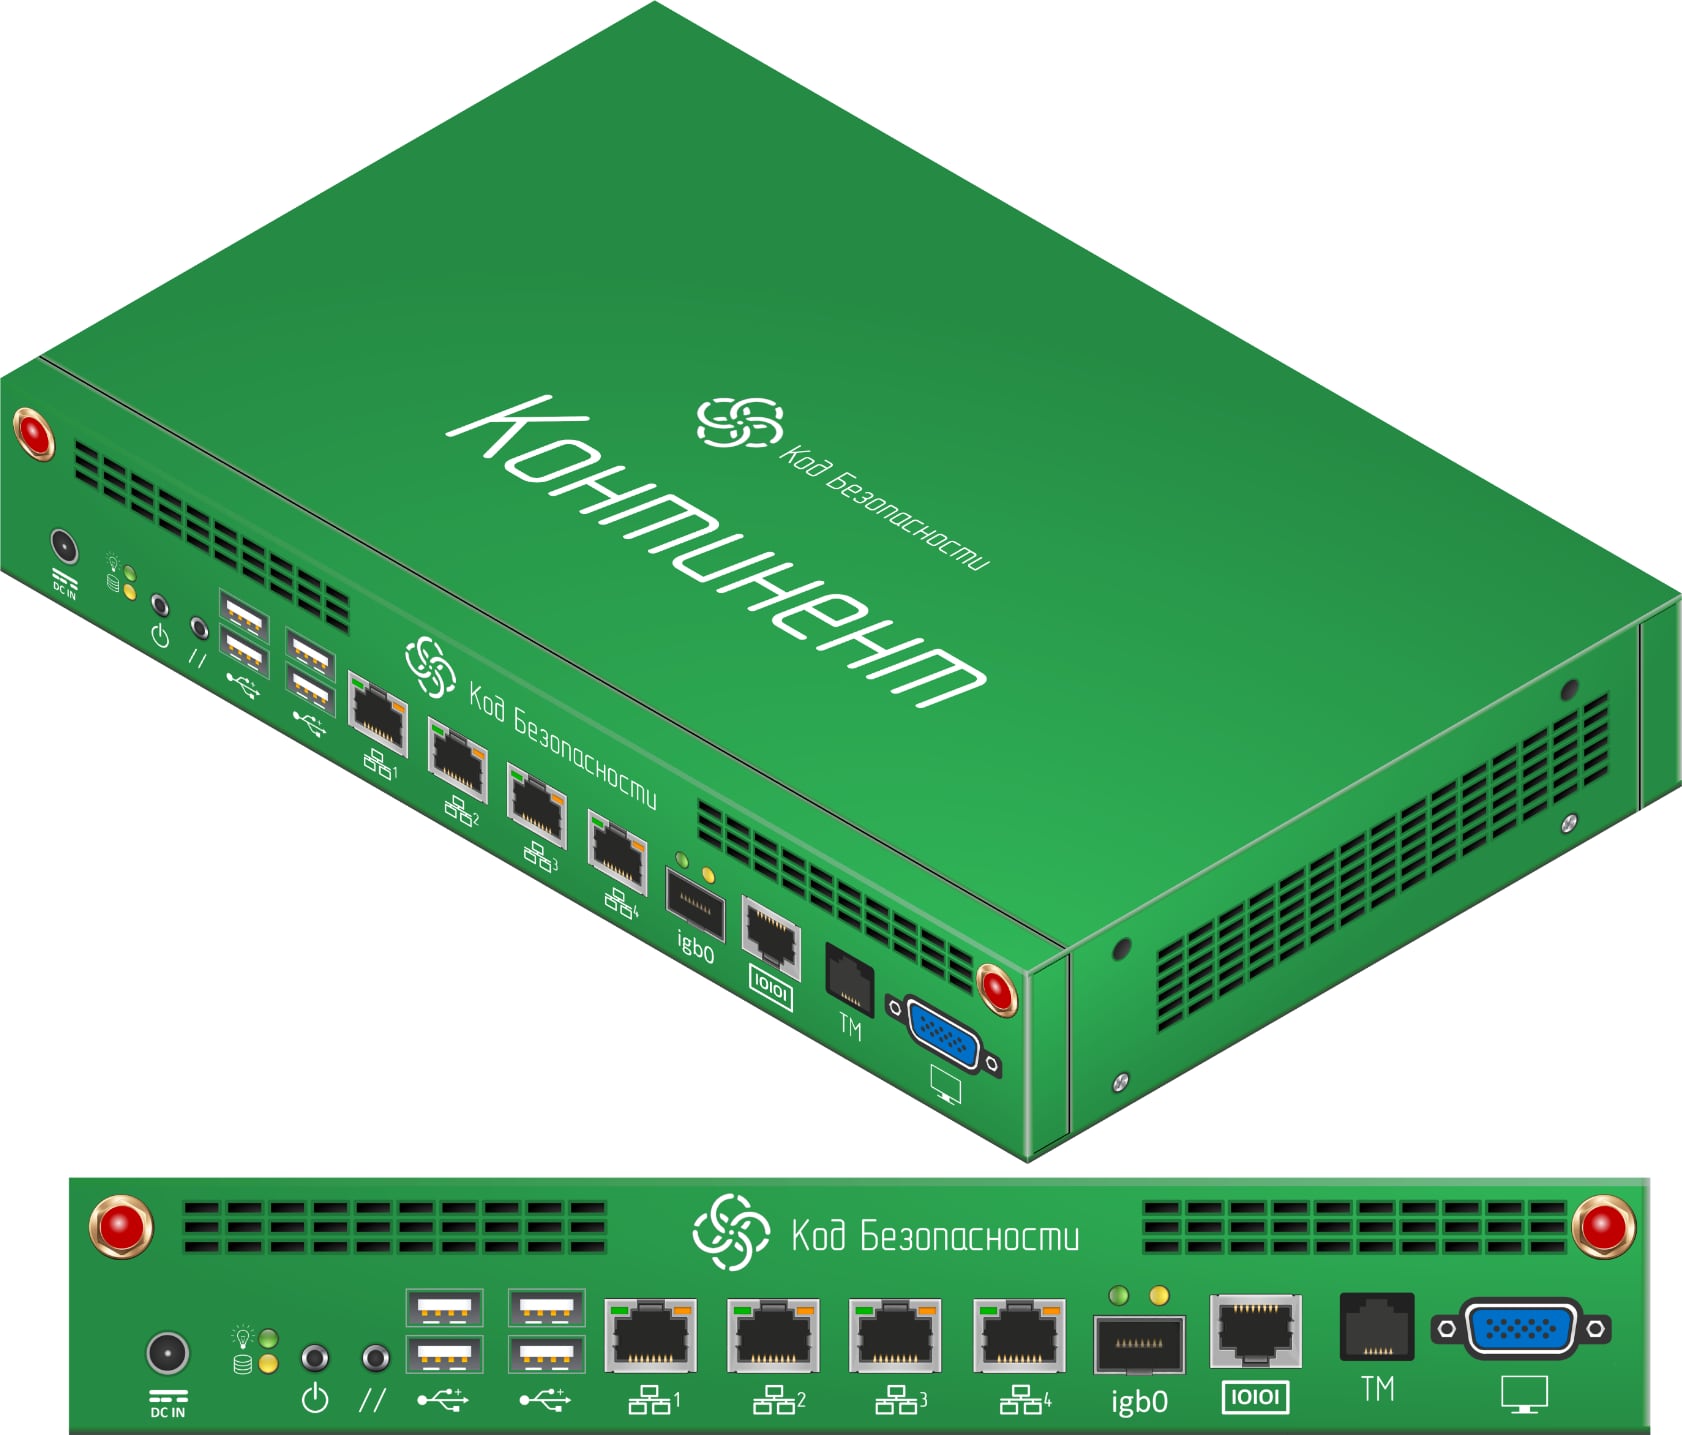 Код Безопасности
Континент
Код Безопасности
DC IN
1
2
3
4
igb0
IOIOI
TM
Код Безопасности
DC IN
//
1
2
3
4
igb0
IOIOI
TM